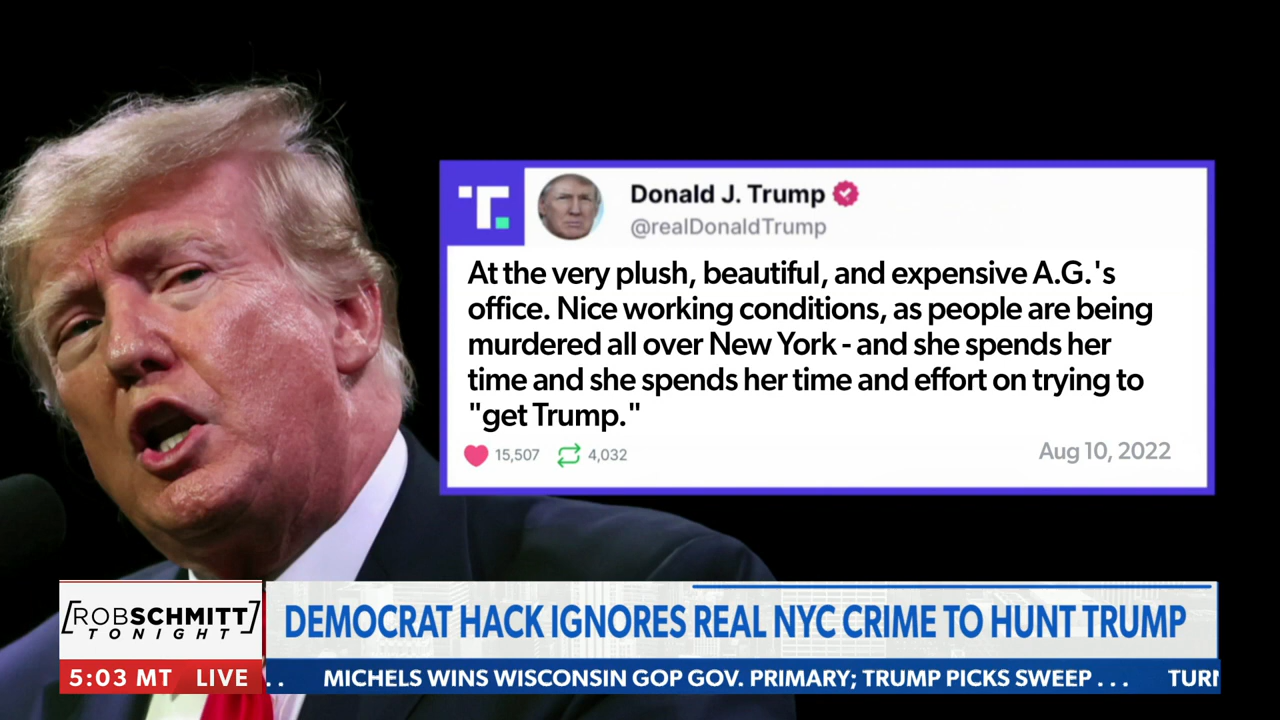 Donald J. Trump
@realDonaldTrump
At the very plush, beautiful, and expensive A.G.'s
office. Nice working conditions, as people are being
murdered all over New York - and she spends her
time and she spends her time and effort on trying to
"get Trump."
15,507 4,032 Aug 10, 2022
[ROBSCHMITT]
TONIGHT
DEMOCRAT HACK IGNORES REAL NYC CRIME TO HUNT TRUMP
5:03 MT LIVE
. . MICHELS WINS WISCONSIN GOP GOV. PRIMARY; TRUMP PICKS SWEEP . . .